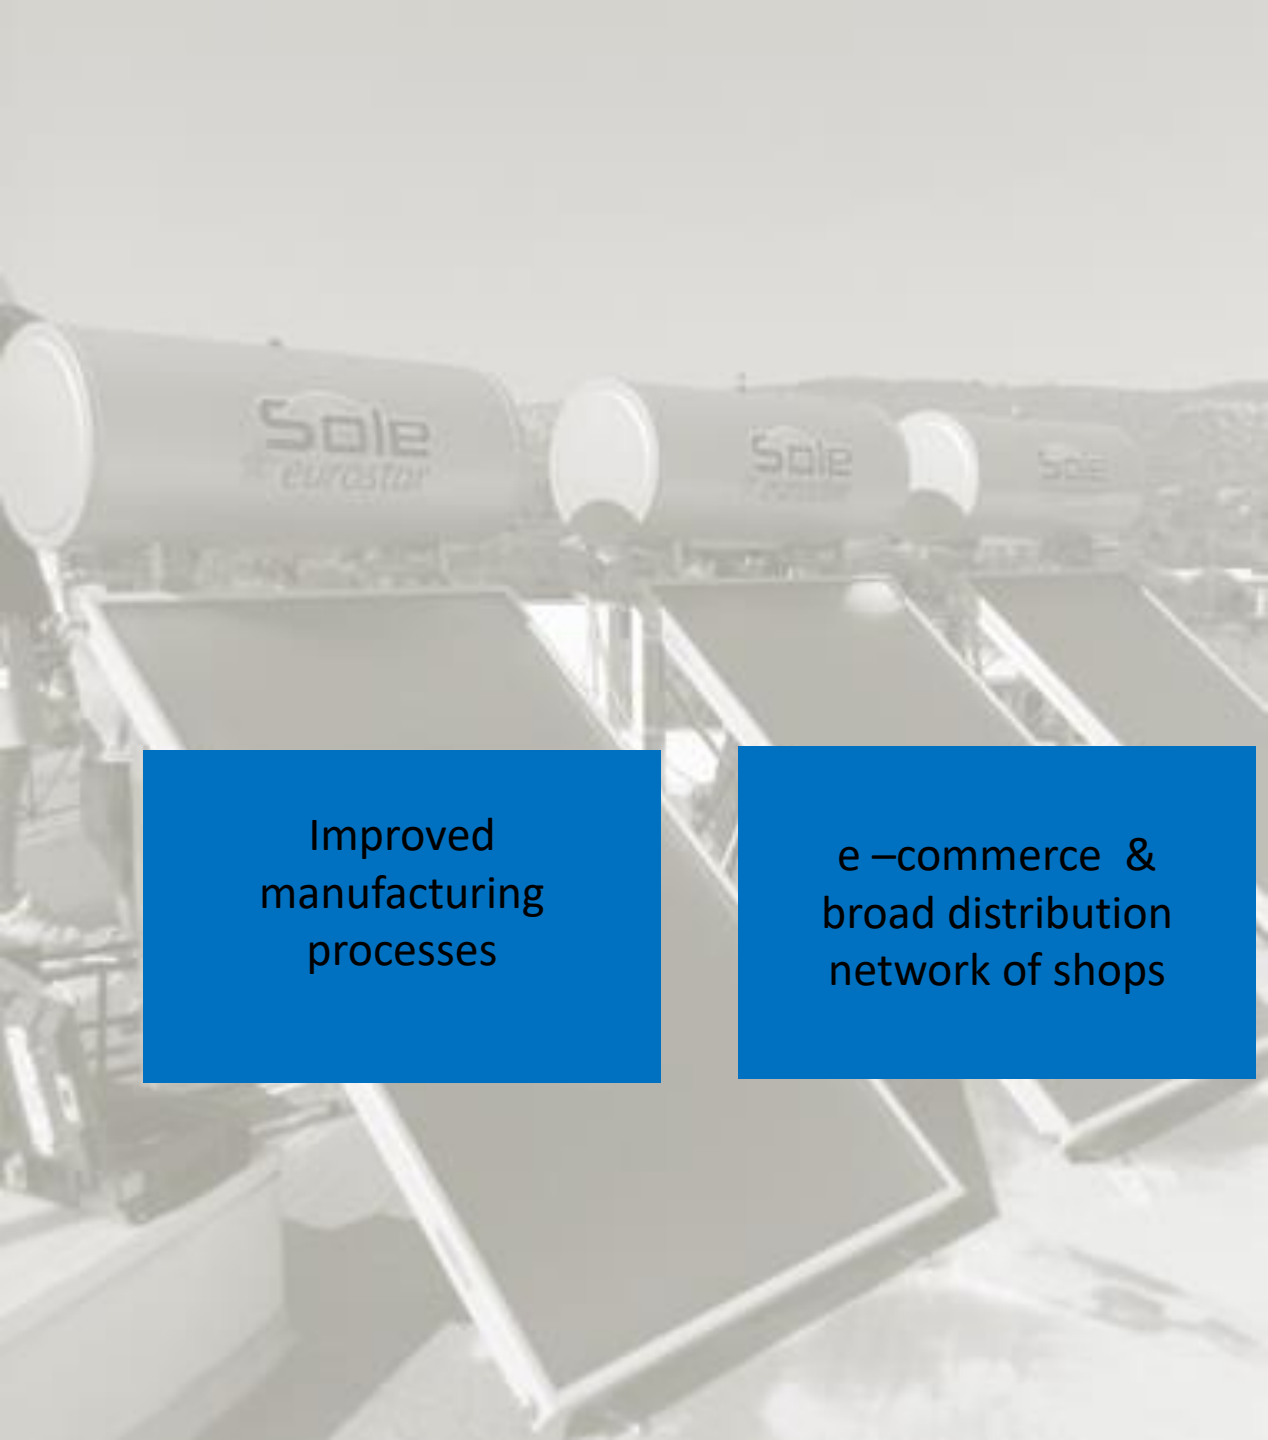 Sole
eurostar
Sole
Sole
Improved
manufacturing
processes
e –commerce  &
broad distribution
network of shops